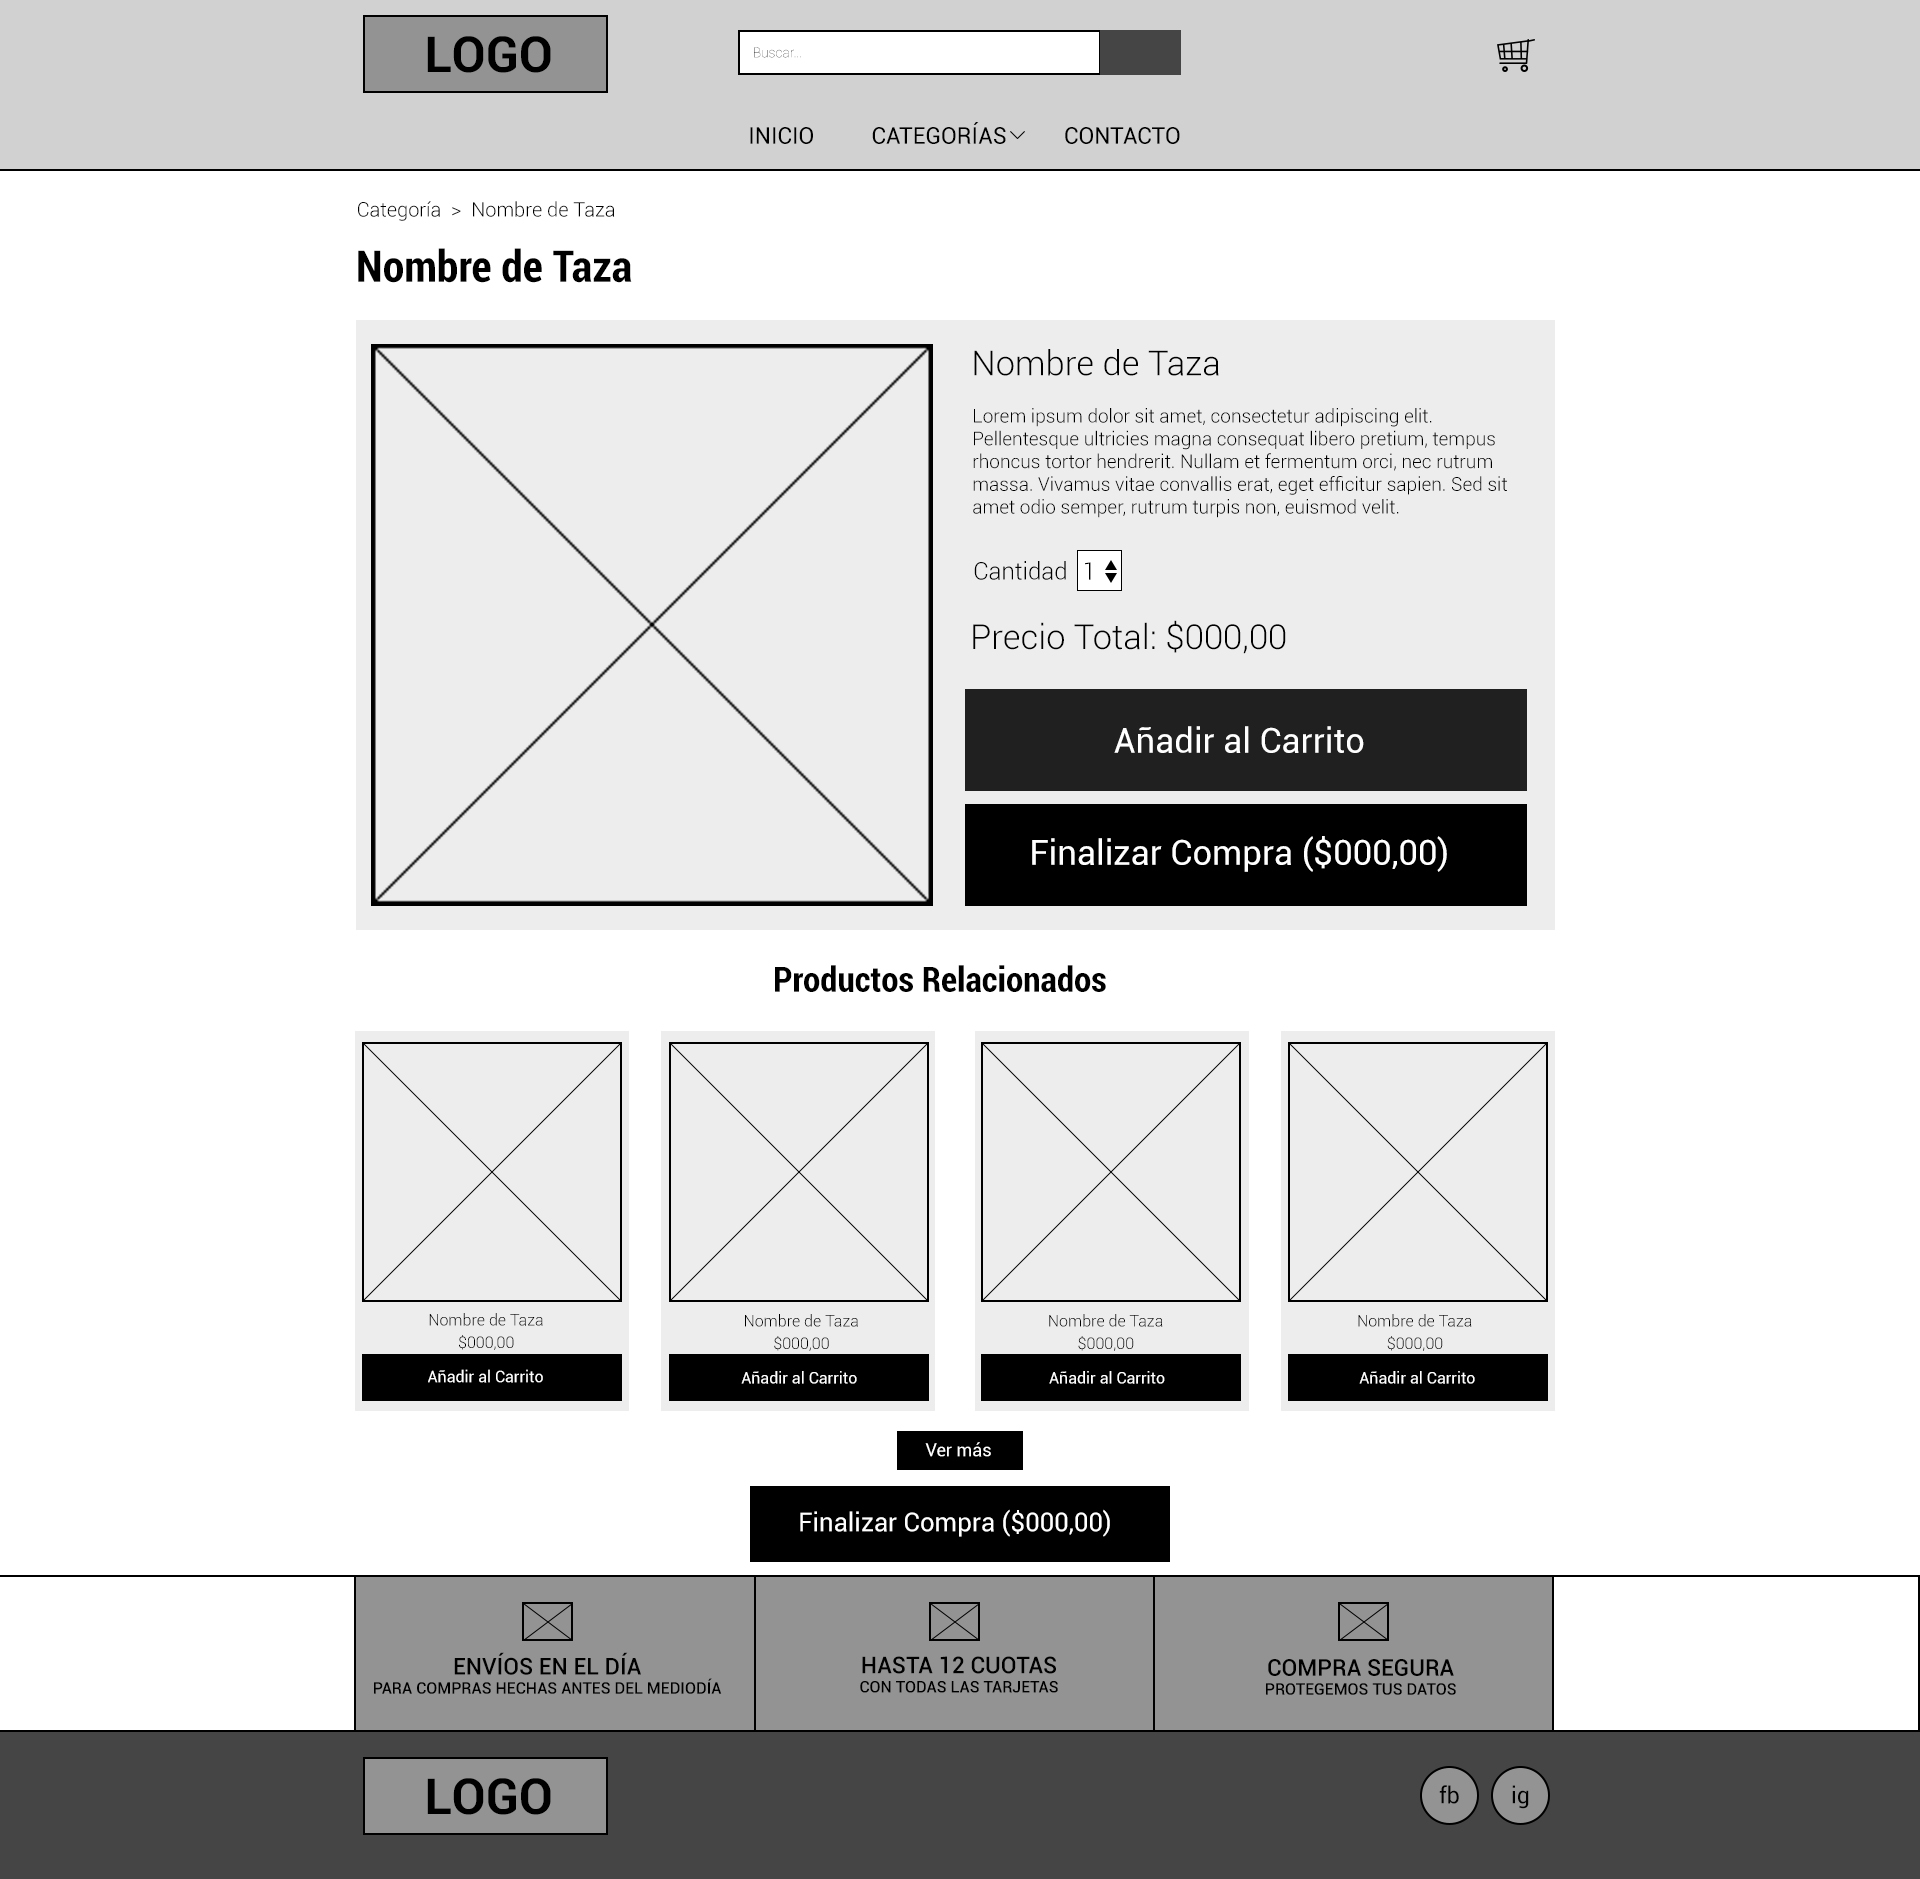 LOGO
Buscar...
INICIO CATEGORÍAS CONTACTO
Categoría > Nombre de Taza
Nombre de Taza
Nombre de Taza
Lorem ipsum dolor sit amet, consectetur adipiscing elit.
Pellentesque ultricies magna consequat libero pretium, tempus
rhoncus tortor hendrerit. Nullam et fermentum orci, nec rutrum
massa. Vivamus vitae convallis erat, eget efficitur sapien. Sed sit
amet odio semper, rutrum turpis non, euismod velit.
Cantidad 1
Precio Total: $000,00
Añadir al Carrito
Finalizar Compra ($000,00)
Productos Relacionados
Nombre de Taza
$000,00
Añadir al Carrito
Nombre de Taza
$000,00
Añadir al Carrito
Nombre de Taza
$000,00
Añadir al Carrito
Nombre de Taza
$000,00
Añadir al Carrito
Ver más
Finalizar Compra ($000,00)
ENVÍOS EN EL DÍA
PARA COMPRAS HECHAS ANTES DEL MEDIODÍA
HASTA 12 CUOTAS
CON TODAS LAS TARJETAS
COMPRA SEGURA
PROTEGEMOS TUS DATOS
LOGO
fb ig